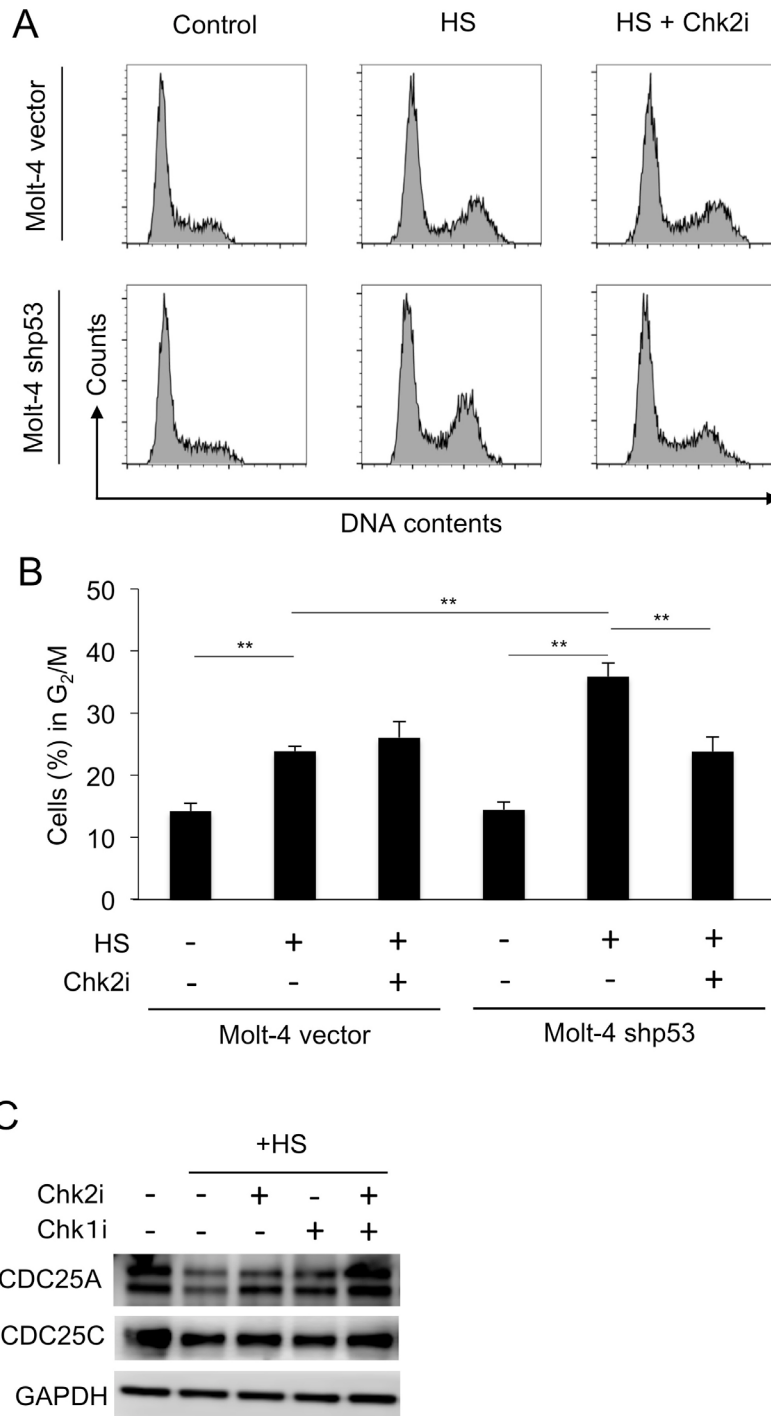 A
Control HS HS + Chk2i
Molt-4 vector
Molt-4 shp53
Counts
DNA contents
B
Cells (%) in G2/M
50
40
30
20
10
0
** ** ** **
HS - + + - + +
Chk2i - - + - - +
Molt-4 vector Molt-4 shp53
C
+HS
Chk2i - - + - +
Chk1i - - - + +
CDC25A
CDC25C
GAPDH